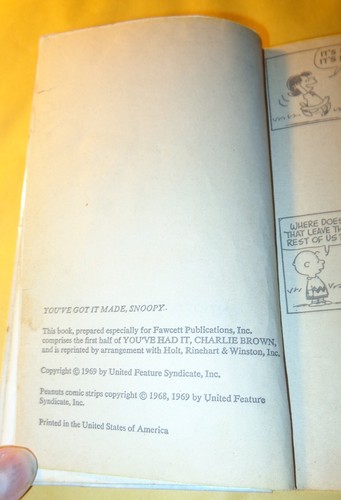 YOU'VE GOT IT MADE, SNOOPY
This book, prepared especially for Fawcett Publications, Inc.
comprises the first half of YOU'VE HAD IT, CHARLIE BROWN,
and is reprinted by arrangement with Holt, Rinehart & Winston, Inc.
Copyright © 1969 by United Feature Syndicate, Inc.
Peanuts comic strips copyright © 1968, 1969 by United Feature
Syndicate, Inc.
Printed in the United States of America
IT'S
IT'S
WHERE DOES
THAT LEAVE TH
REST OF US